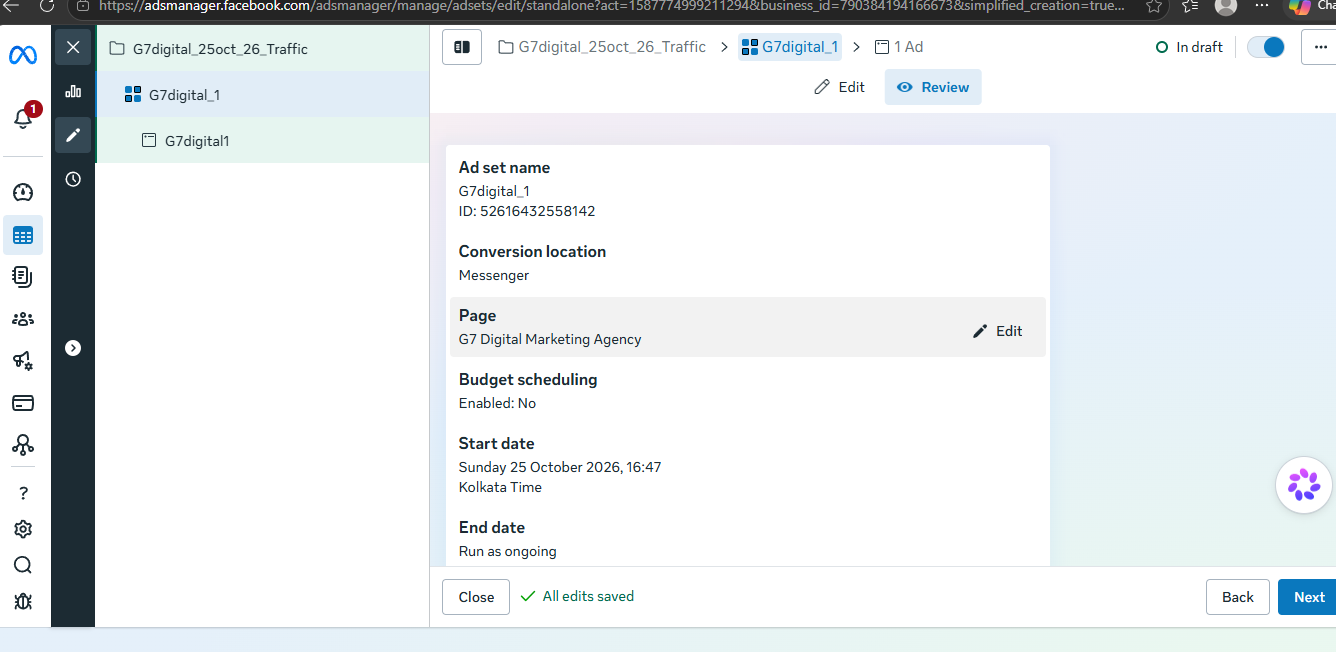 https://adsmanager.facebook.com/adsmanager/manage/adsets/edit/standalone?act=1587774999211294&business_id=790384194166673&simplified_creation=true...
Cha
1
G7digital_25oct_26_Traffic
G7digital_1
G7digital1
G7digital_25oct_26_Traffic > G7digital_1 > 1 Ad
In draft
Edit
Review
Ad set name
G7digital_1
ID: 52616432558142
Conversion location
Messenger
Page
G7 Digital Marketing Agency
Edit
Budget scheduling
Enabled: No
Start date
Sunday 25 October 2026, 16:47
Kolkata Time
End date
Run as ongoing
Close
All edits saved
Back
Next